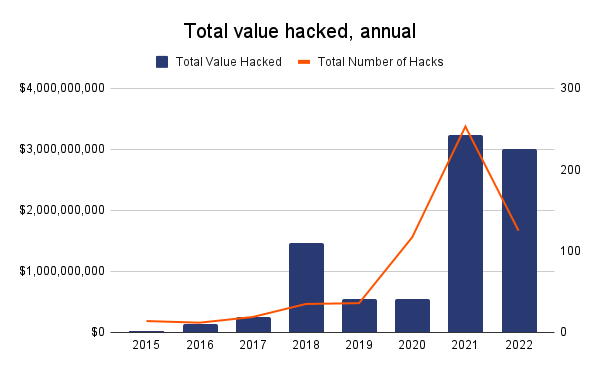 Total value hacked, annual
Total Value Hacked Total Number of Hacks
$4,000,000,000 300
$3,000,000,000 200
$2,000,000,000
$1,000,000,000 100
$0 0
2015 2016 2017 2018 2019 2020 2021 2022